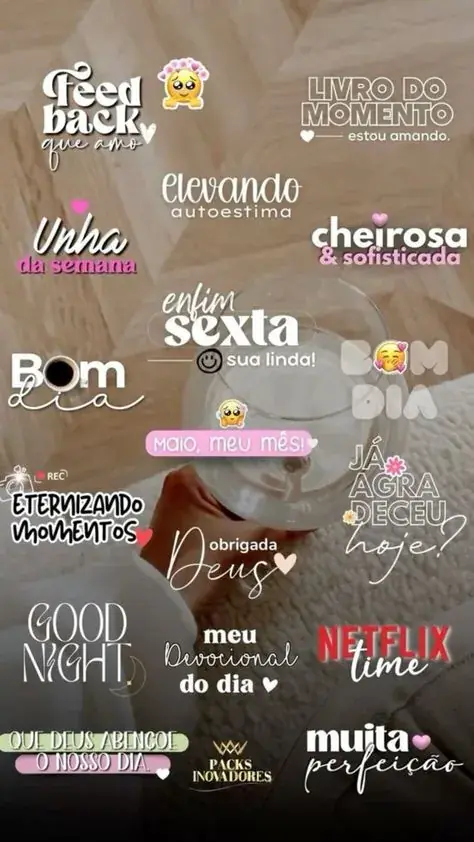 Feed
back
que amo
LIVRO DO
MOMENTO
estou amando.
elevando
autoestima
Unha
da semana
cheirosa
& sofisticada
enfim
sexta
sua linda!
BOM
dia
BOM
DIA
MAIO, MEU MÊS!
REC
ETERNIZANDO
MOMENTOS
JÁ
AGRA
DECEU
hoje?
obrigada
Deus
GOOD
NIGHT
meu
Devocional
do dia
NETFLIX
time
QUE DEUS ABENÇOE
O NOSSO DIA.
PACKS
INOVADORES
muita
perfeição